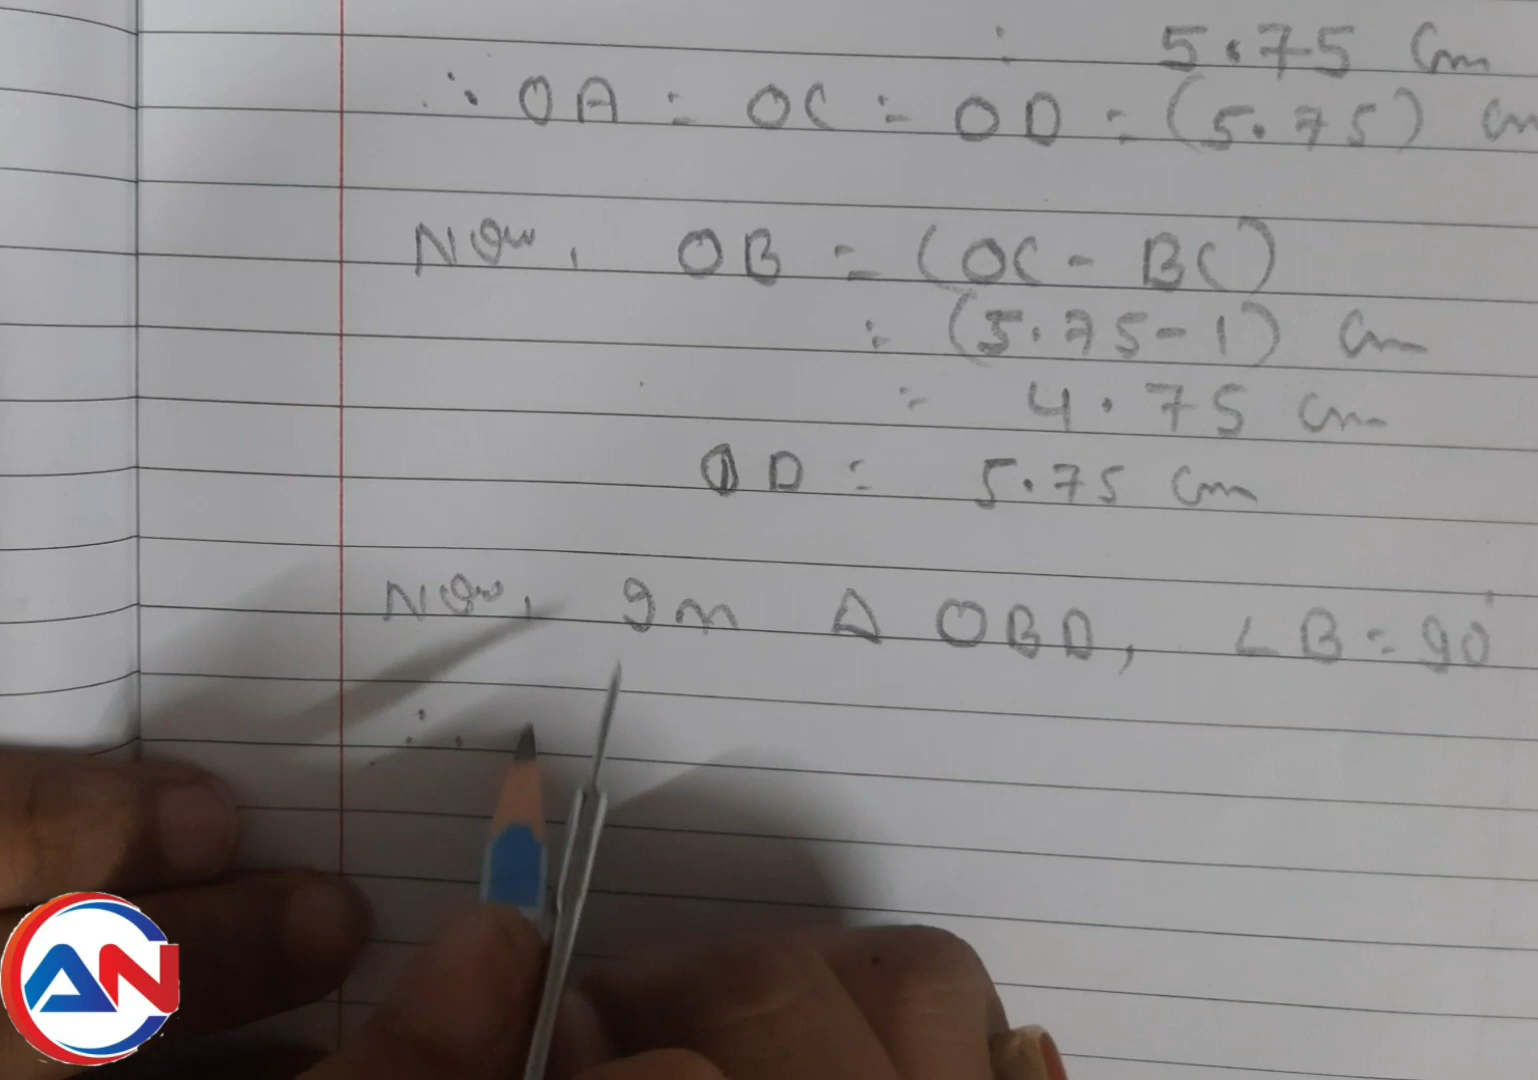 = 5.75 cm
∴ OA = OC = OD = (5.75) cm
Now, OB = (OC - BC)
= (5.75-1) cm
= 4.75 cm
OD = 5.75 cm
Now, In △ OBD, ∠B = 90°
∴
AN